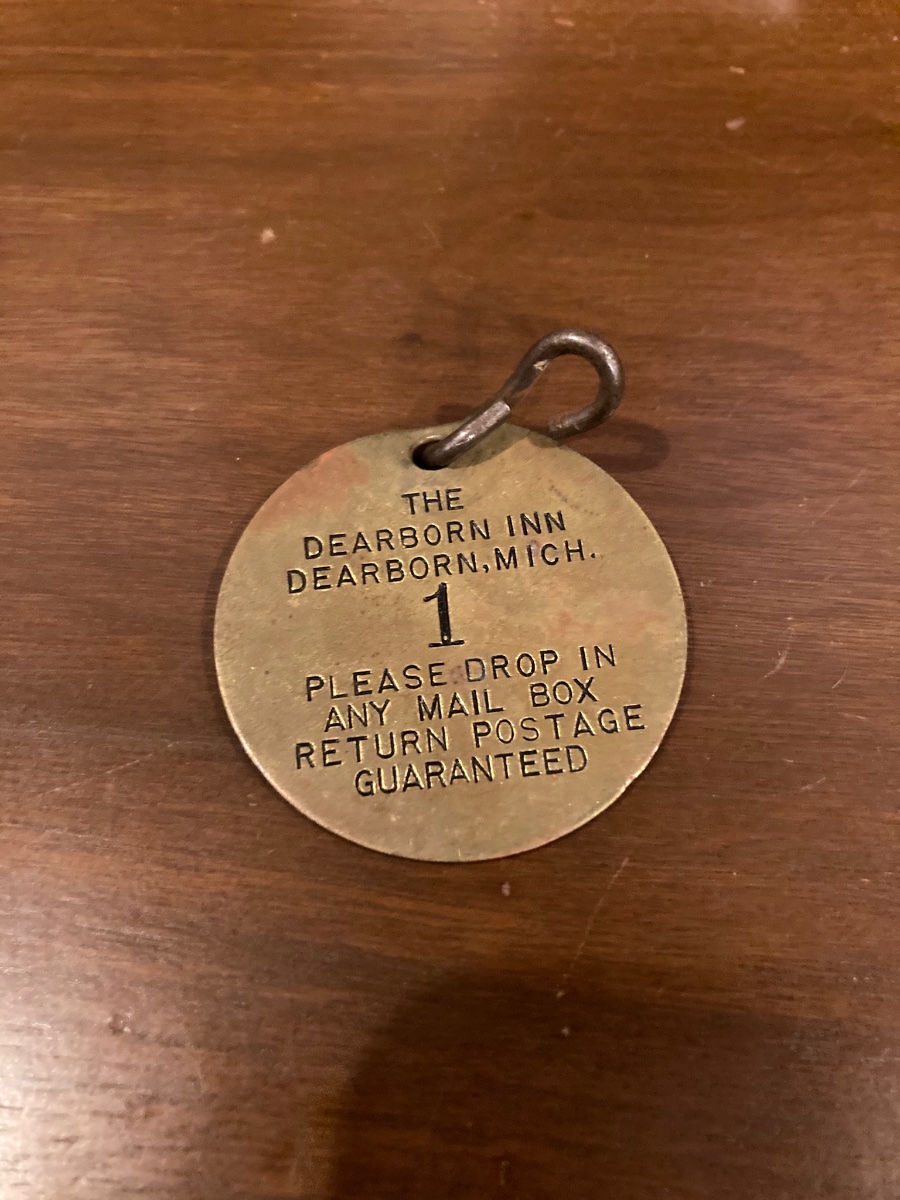 THE
DEARBORN INN
DEARBORN, MICH.
1
PLEASE DROP IN
ANY MAIL BOX
RETURN POSTAGE
GUARANTEED